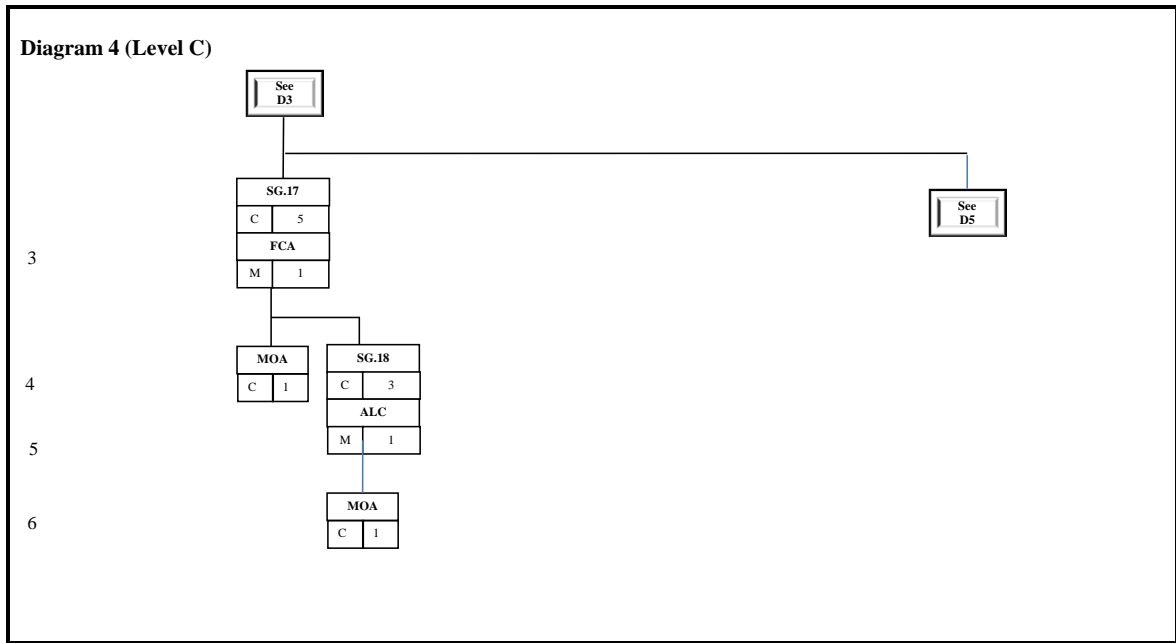 Diagram 4 (Level C)
See
D3
SG.17
C 5
FCA
M 1
See
D5
3
MOA
C 1
SG.18
C 3
ALC
M 1
4
5
MOA
C 1
6